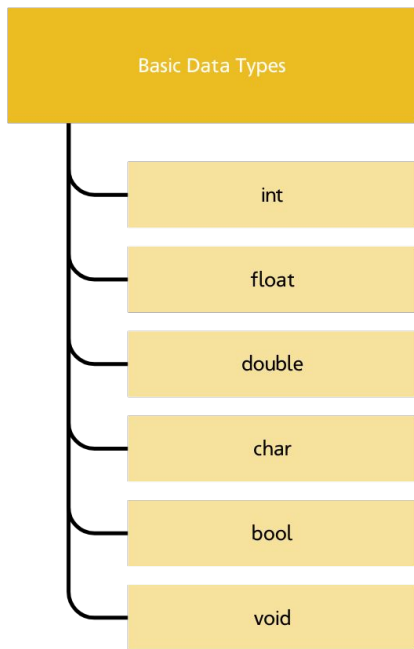 Basic Data Types
int
float
double
char
bool
void